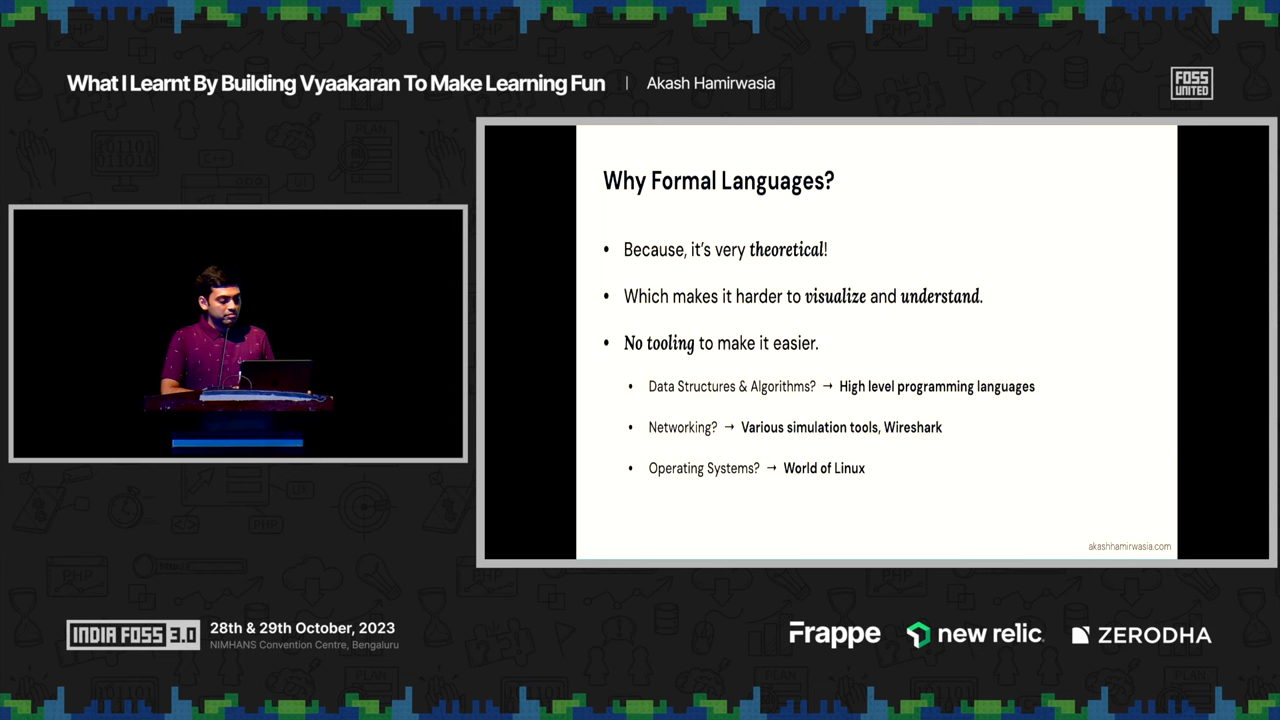 What I Learnt By Building Vyaakaran To Make Learning Fun | Akash Hamirwasia
FOSS
UNITED
Why Formal Languages?
• Because, it's very theoretical!
• Which makes it harder to visualize and understand.
• No tooling to make it easier.
• Data Structures & Algorithms? → High level programming languages
• Networking? → Various simulation tools, Wireshark
• Operating Systems? → World of Linux
akashhamirwasia.com
INDIA FOSS 3.0
28th & 29th October, 2023
NIMHANS Convention Centre, Bengaluru
Frappe
new relic
ZERODHA